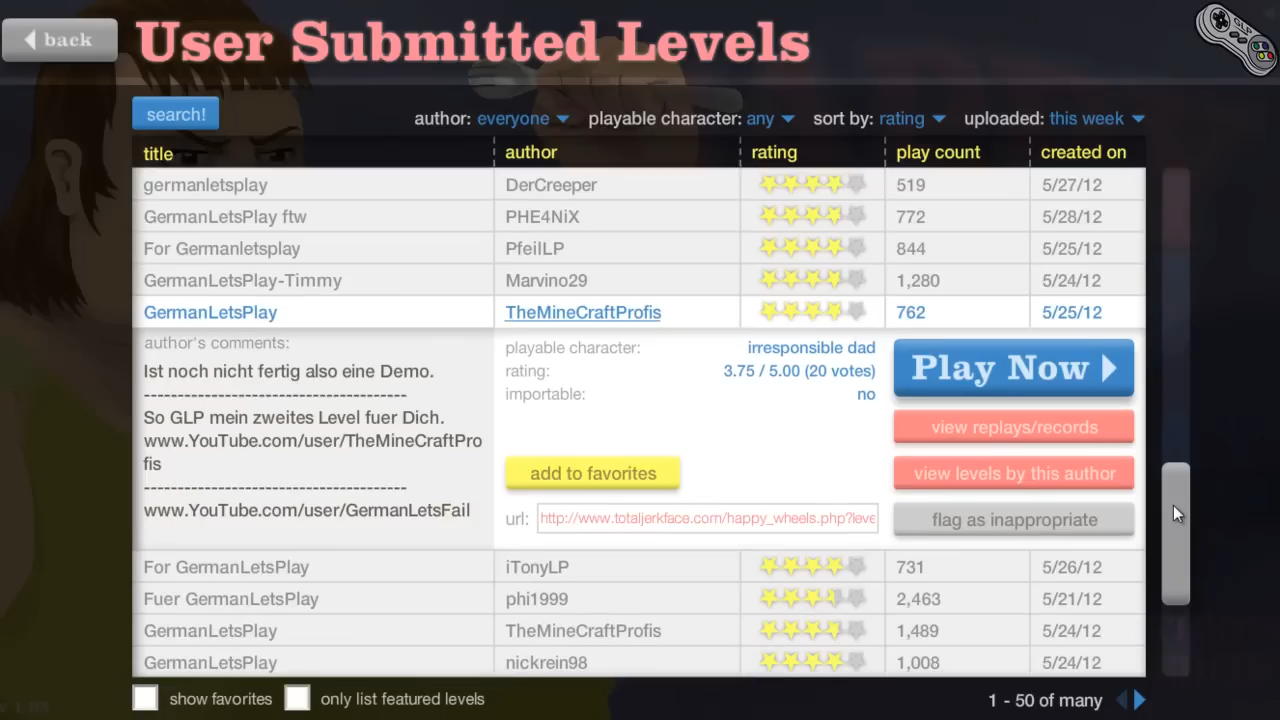 back
User Submitted Levels
GLP
search!
author: everyone playable character: any sort by: rating uploaded: this week
title author rating play count created on
germanletsplay DerCreeper 519 5/27/12
GermanLetsPlay ftw PHE4NiX 772 5/28/12
For Germanletsplay PfeilLP 844 5/25/12
GermanLetsPlay-Timmy Marvino29 1,280 5/24/12
GermanLetsPlay TheMineCraftProfis 762 5/25/12
author's comments:
Ist noch nicht fertig also eine Demo.
------------------------------------
So GLP mein zweites Level fuer Dich.
www.YouTube.com/user/TheMineCraftPro
fis
------------------------------------
www.YouTube.com/user/GermanLetsFail
playable character: irresponsible dad
rating: 3.75 / 5.00 (20 votes)
importable: no
add to favorites
url: http://www.totaljerkface.com/happy_wheels.php?leve
Play Now
view replays/records
view levels by this author
flag as inappropriate
For GermanLetsPlay iTonyLP 731 5/26/12
Fuer GermanLetsPlay phi1999 2,463 5/21/12
GermanLetsPlay TheMineCraftProfis 1,489 5/24/12
GermanLetsPlay nickrein98 1,008 5/24/12
show favorites only list featured levels 1 - 50 of many